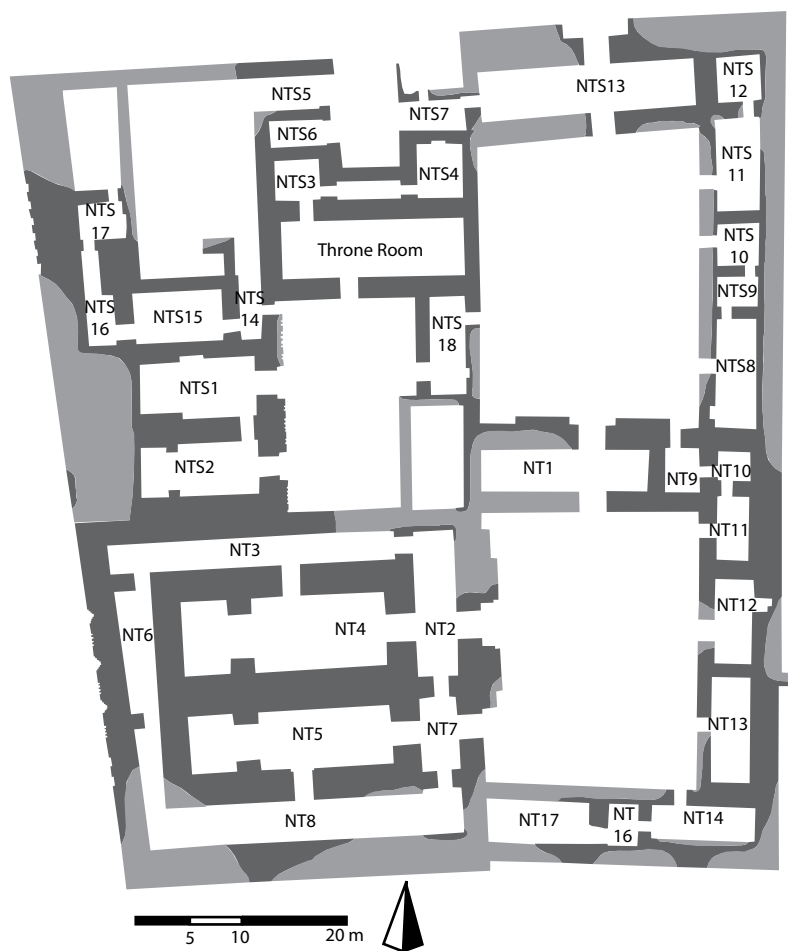 NTS5
NTS6
NTS7
NTS13
NTS
12
NTS
11
NTS3
NTS4
NTS
17
Throne Room
NTS
10
NTS9
NTS
16
NTS15
NTS
14
NTS
18
NTS8
NTS1
NTS2
NT1
NT9
NT10
NT11
NT3
NT6
NT4
NT2
NT12
NT5
NT7
NT13
NT8
NT17
NT
16
NT14
5 10 20 m